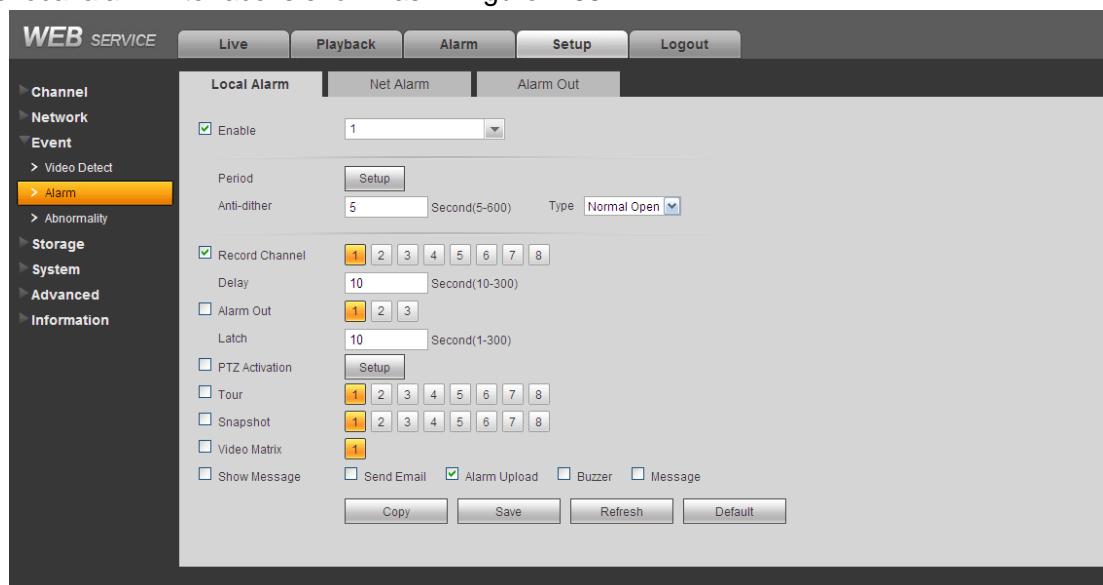 WEB SERVICE
Live Playback Alarm Setup Logout
Local Alarm Net Alarm Alarm Out
Channel
Network
Event
> Video Detect
> Alarm
> Abnormality
Storage
System
Advanced
Information
Enable 1
Period Setup
Anti-dither 5 Second(5-600) Type Normal Open
Record Channel 1 2 3 4 5 6 7 8
Delay 10 Second(10-300)
Alarm Out 1 2 3
Latch 10 Second(1-300)
PTZ Activation Setup
Tour 1 2 3 4 5 6 7 8
Snapshot 1 2 3 4 5 6 7 8
Video Matrix 1
Show Message Send Email Alarm Upload Buzzer Message
Copy Save Refresh Default